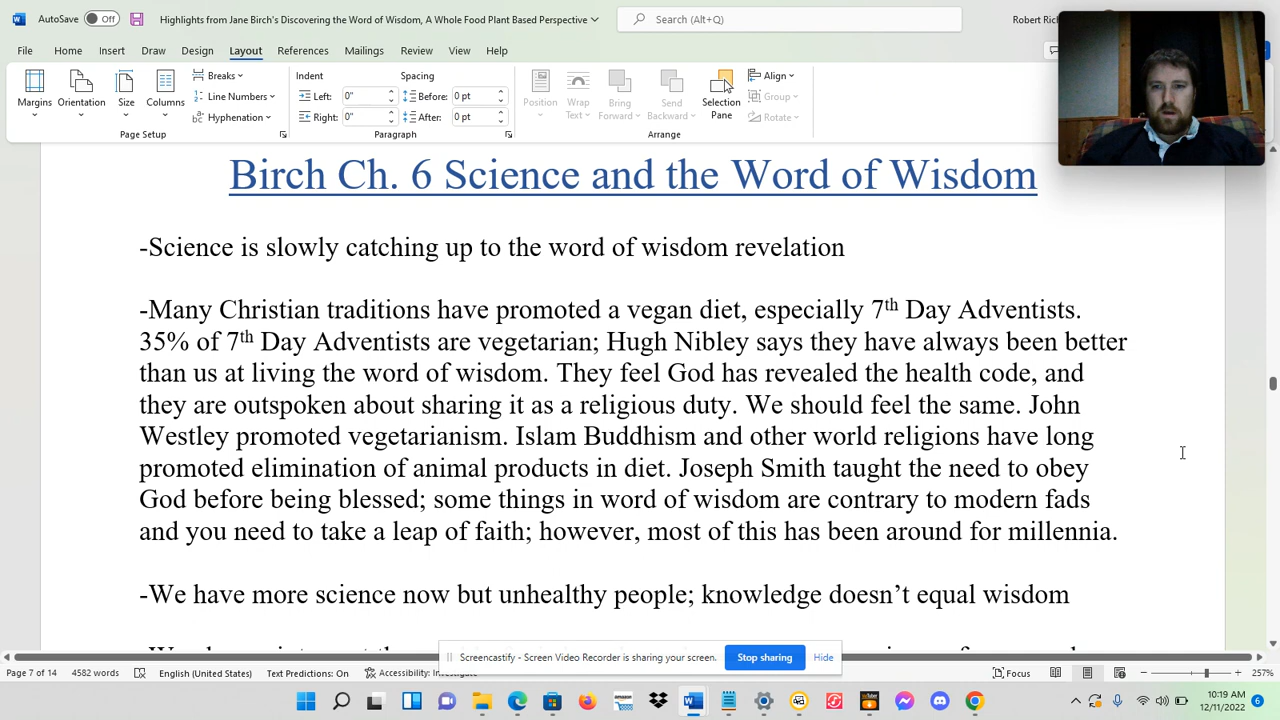 AutoSave Off Highlights from Jane Birch's Discovering the Word of Wisdom, A Whole Food Plant Based Perspective Search (Alt+Q) Robert Ric
File Home Insert Draw Design Layout References Mailings Review View Help
Margins Orientation Size Columns
Breaks
Line Numbers
Hyphenation
Page Setup
Indent Spacing
Left: 0" Before: 0 pt
Right: 0" After: 0 pt
Paragraph
Position Wrap Text Bring Forward Send Backward Selection Pane
Align
Group
Rotate
Arrange
Birch Ch. 6 Science and the Word of Wisdom
-Science is slowly catching up to the word of wisdom revelation
-Many Christian traditions have promoted a vegan diet, especially 7th Day Adventists.
35% of 7th Day Adventists are vegetarian; Hugh Nibley says they have always been better
than us at living the word of wisdom. They feel God has revealed the health code, and
they are outspoken about sharing it as a religious duty. We should feel the same. John
Westley promoted vegetarianism. Islam Buddhism and other world religions have long
promoted elimination of animal products in diet. Joseph Smith taught the need to obey
God before being blessed; some things in word of wisdom are contrary to modern fads
and you need to take a leap of faith; however, most of this has been around for millennia.
-We have more science now but unhealthy people; knowledge doesn't equal wisdom
Screencastify - Screen Video Recorder is sharing your screen. Stop sharing Hide
Page 7 of 14 4582 words English (United States) Text Predictions: On Accessibility: Investigate Focus 257%
10:19 AM
12/11/2022 6